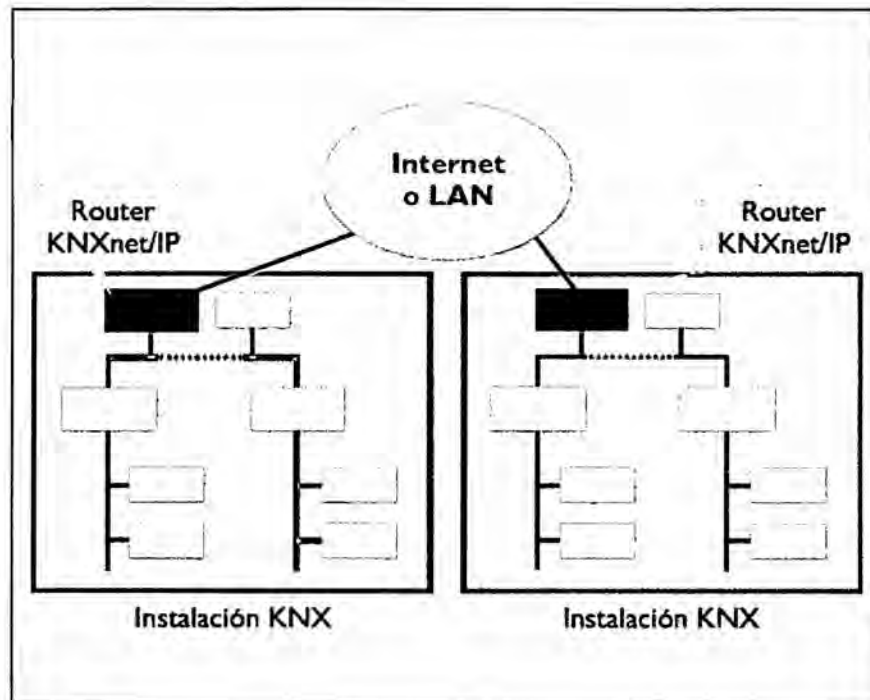 Internet
o LAN
Router
KNXnet/IP
Router
KNXnet/IP
Instalación KNX
Instalación KNX